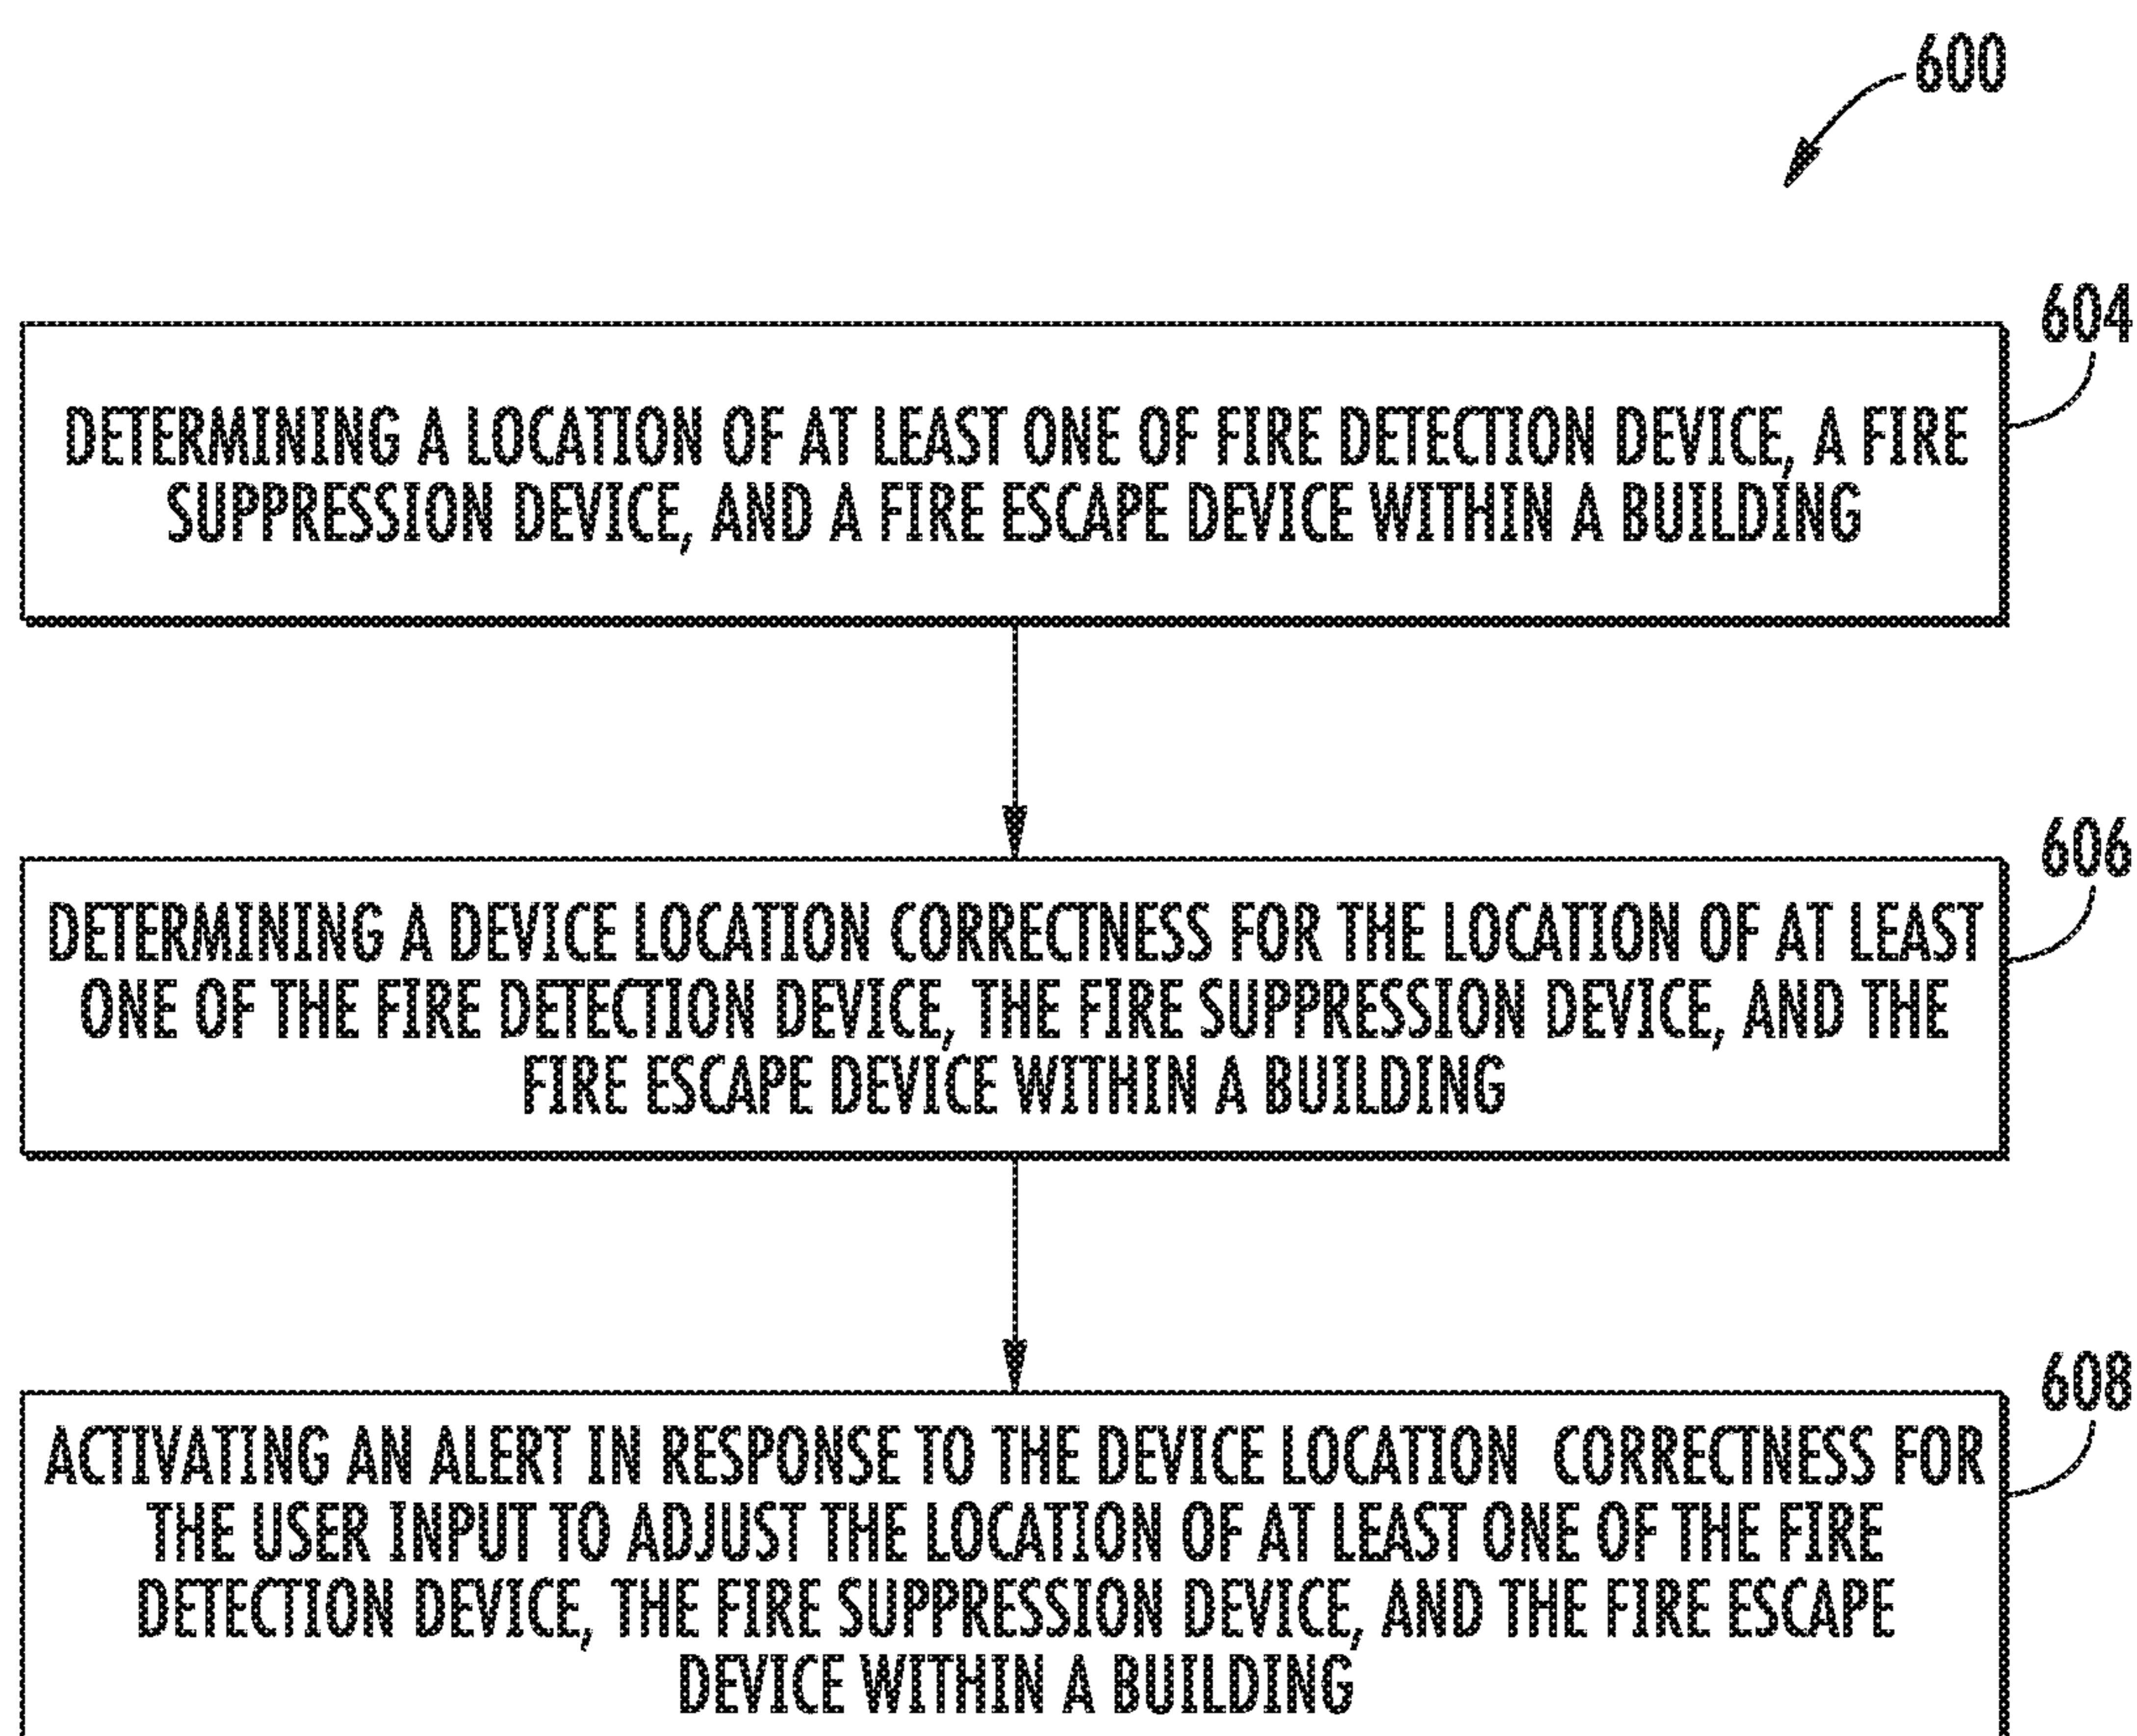 600
604
DETERMINING A LOCATION OF AT LEAST ONE OF FIRE DETECTION DEVICE, A FIRE
SUPPRESSION DEVICE, AND A FIRE ESCAPE DEVICE WITHIN A BUILDING
606
DETERMINING A DEVICE LOCATION CORRECTNESS FOR THE LOCATION OF AT LEAST
ONE OF THE FIRE DETECTION DEVICE, THE FIRE SUPPRESSION DEVICE, AND THE
FIRE ESCAPE DEVICE WITHIN A BUILDING
608
ACTIVATING AN ALERT IN RESPONSE TO THE DEVICE LOCATION CORRECTNESS FOR
THE USER INPUT TO ADJUST THE LOCATION OF AT LEAST ONE OF THE FIRE
DETECTION DEVICE, THE FIRE SUPPRESSION DEVICE, AND THE FIRE ESCAPE
DEVICE WITHIN A BUILDING